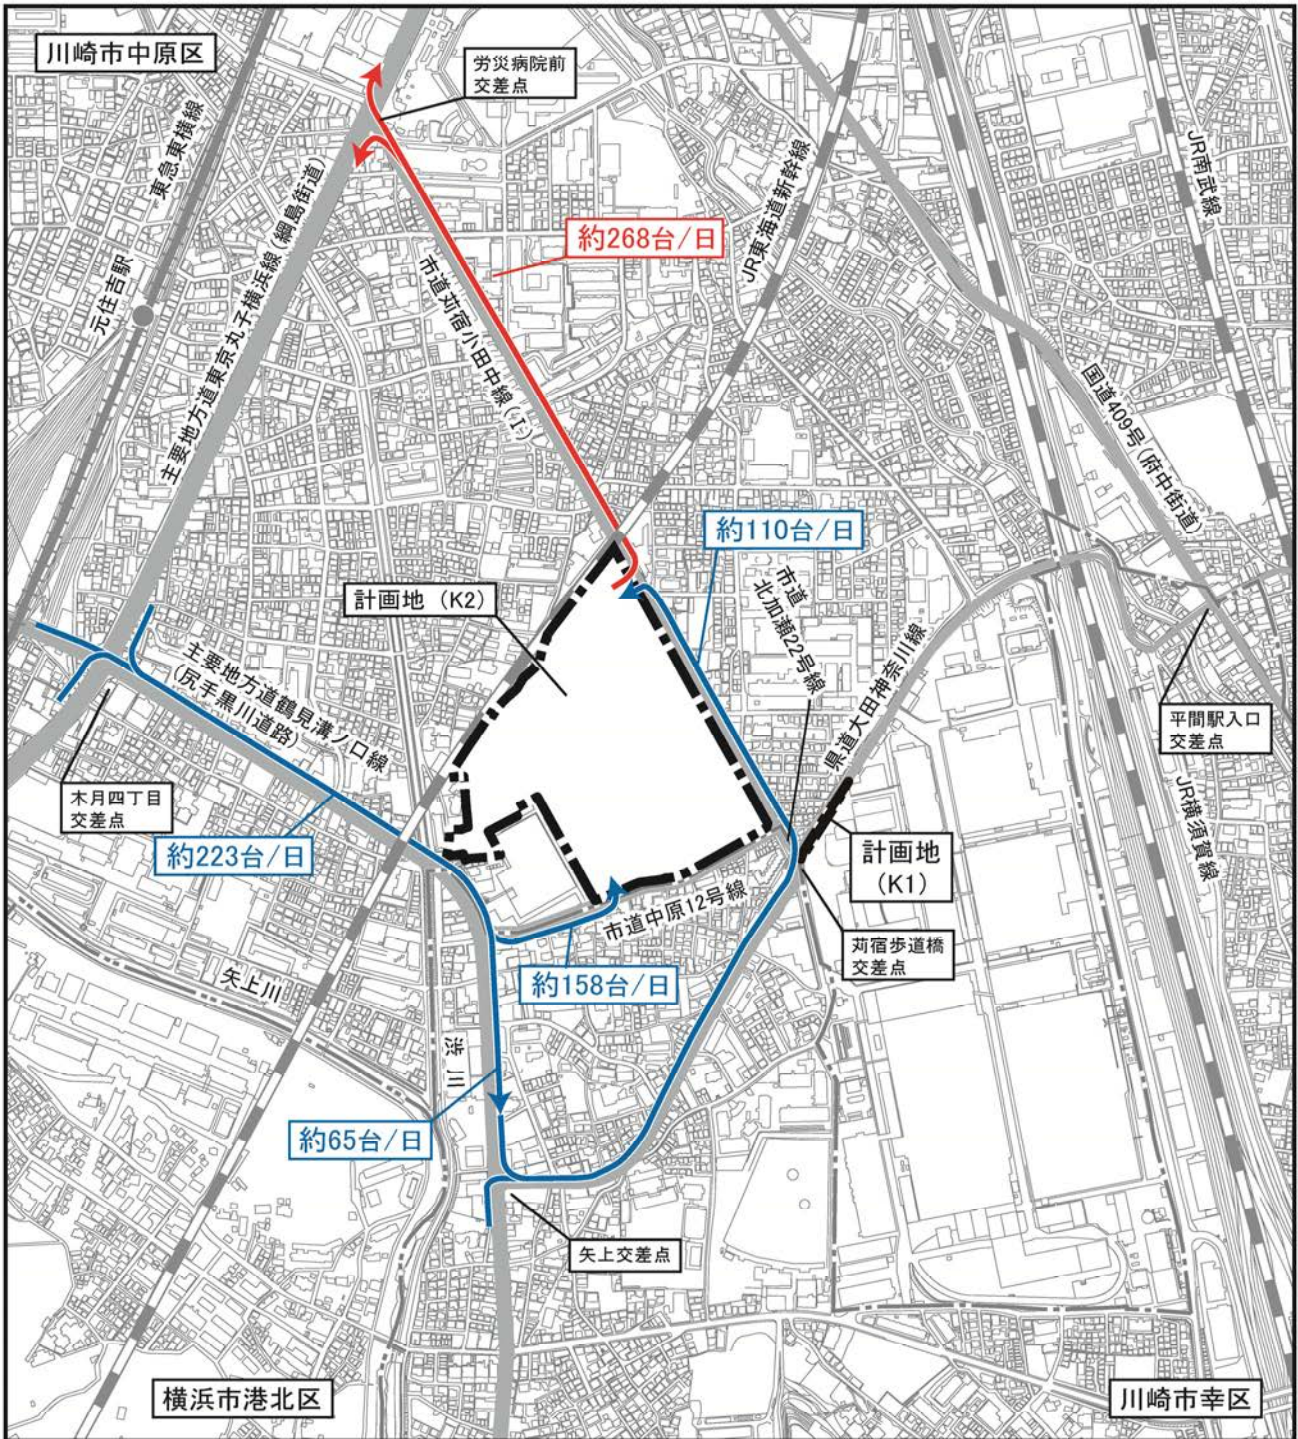 川崎市中原区
労災病院前
交差点
東急東横線
元住吉駅
主要地方道東京丸子横浜線(綱島街道)
約268台/日
市道苅宿小田中線(Ⅰ)
JR東海道新幹線
JR南武線
国道409号(府中街道)
約110台/日
市道
北加瀬22号線
計画地(K2)
主要地方道鶴見溝ノ口線
(尻手黒川道路)
県道大田神奈川線
平間駅入口
交差点
木月四丁目
交差点
約223台/日
計画地
(K1)
JR横須賀線
市道中原12号線
苅宿歩道橋
交差点
約158台/日
矢上川
渋川
約65台/日
矢上交差点
横浜市港北区
川崎市幸区